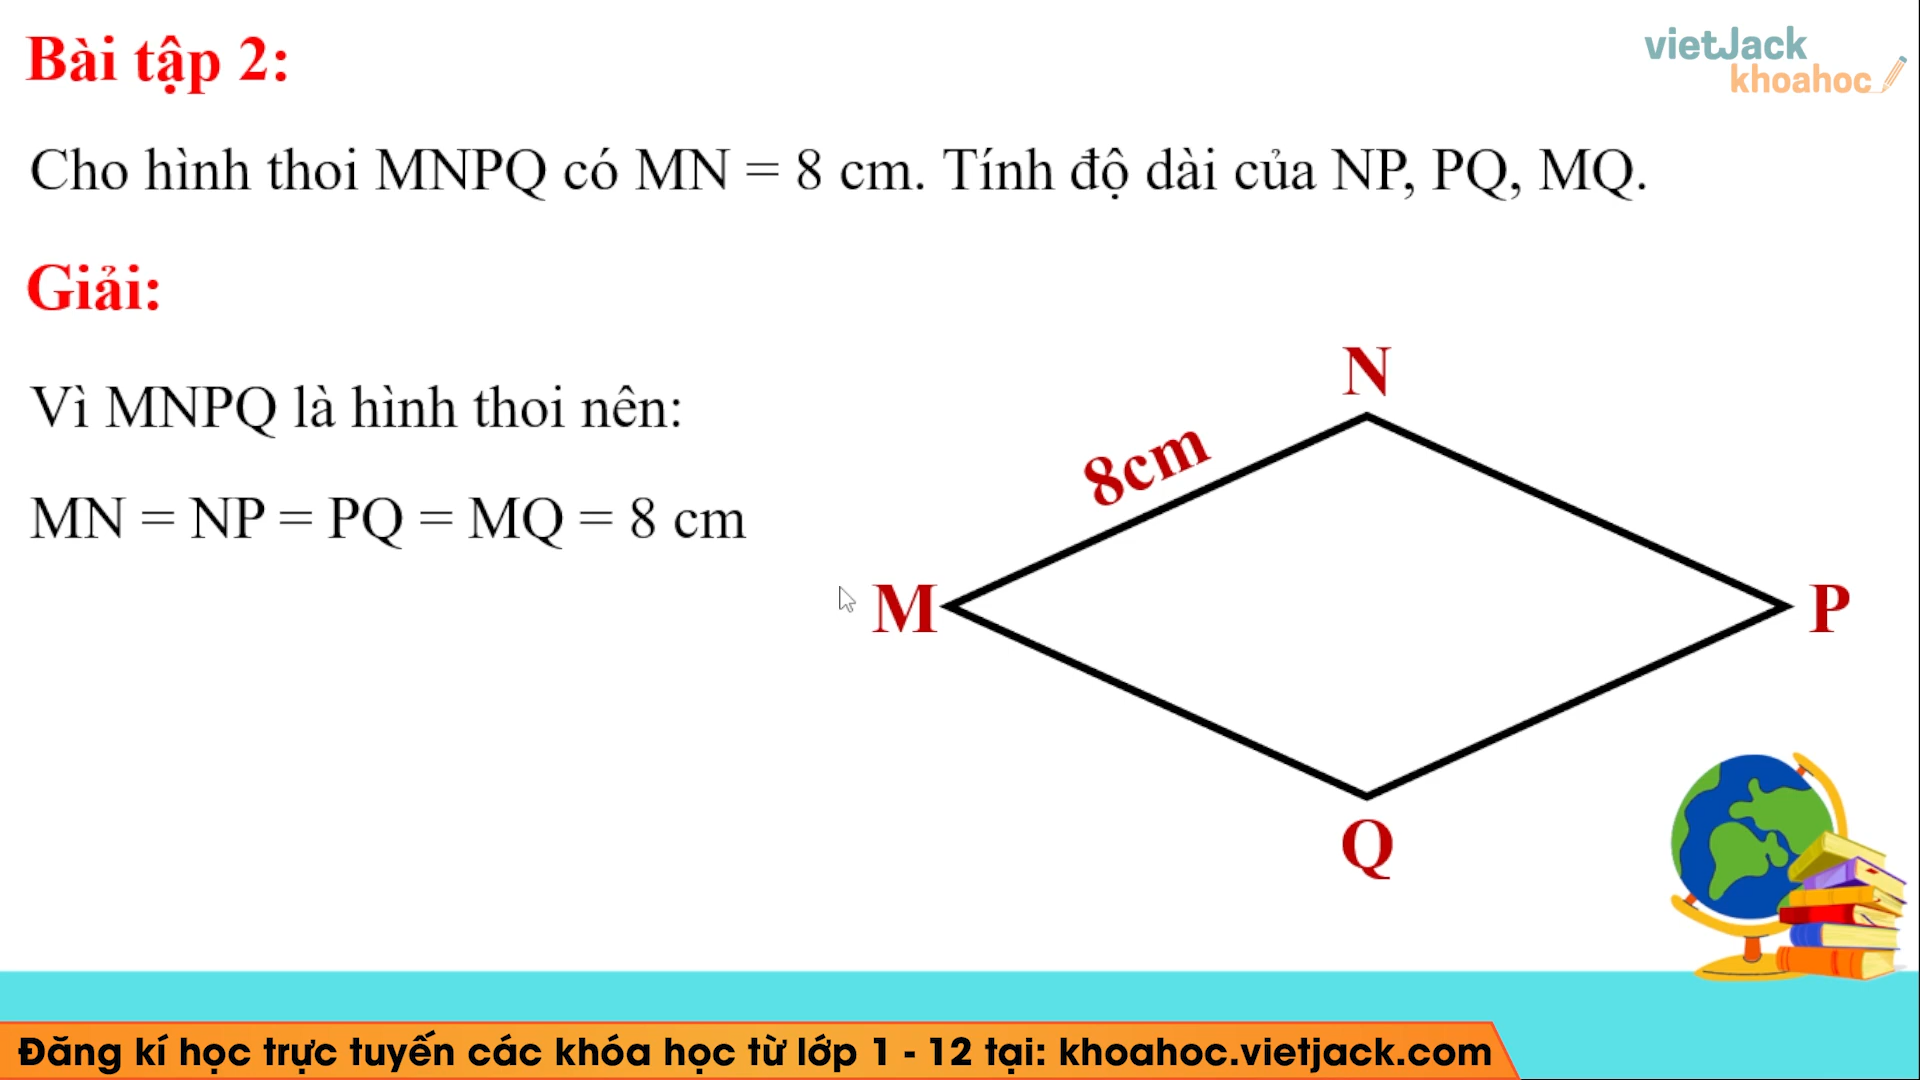 Bài tập 2:
vietJack
khoahoc
Cho hình thoi MNPQ có MN = 8 cm. Tính độ dài của NP, PQ, MQ.
Giải:
Vì MNPQ là hình thoi nên:
MN = NP = PQ = MQ = 8 cm
N
8cm
M
P
Q
Đăng kí học trực tuyến các khóa học từ lớp 1 - 12 tại: khoahoc.vietjack.com